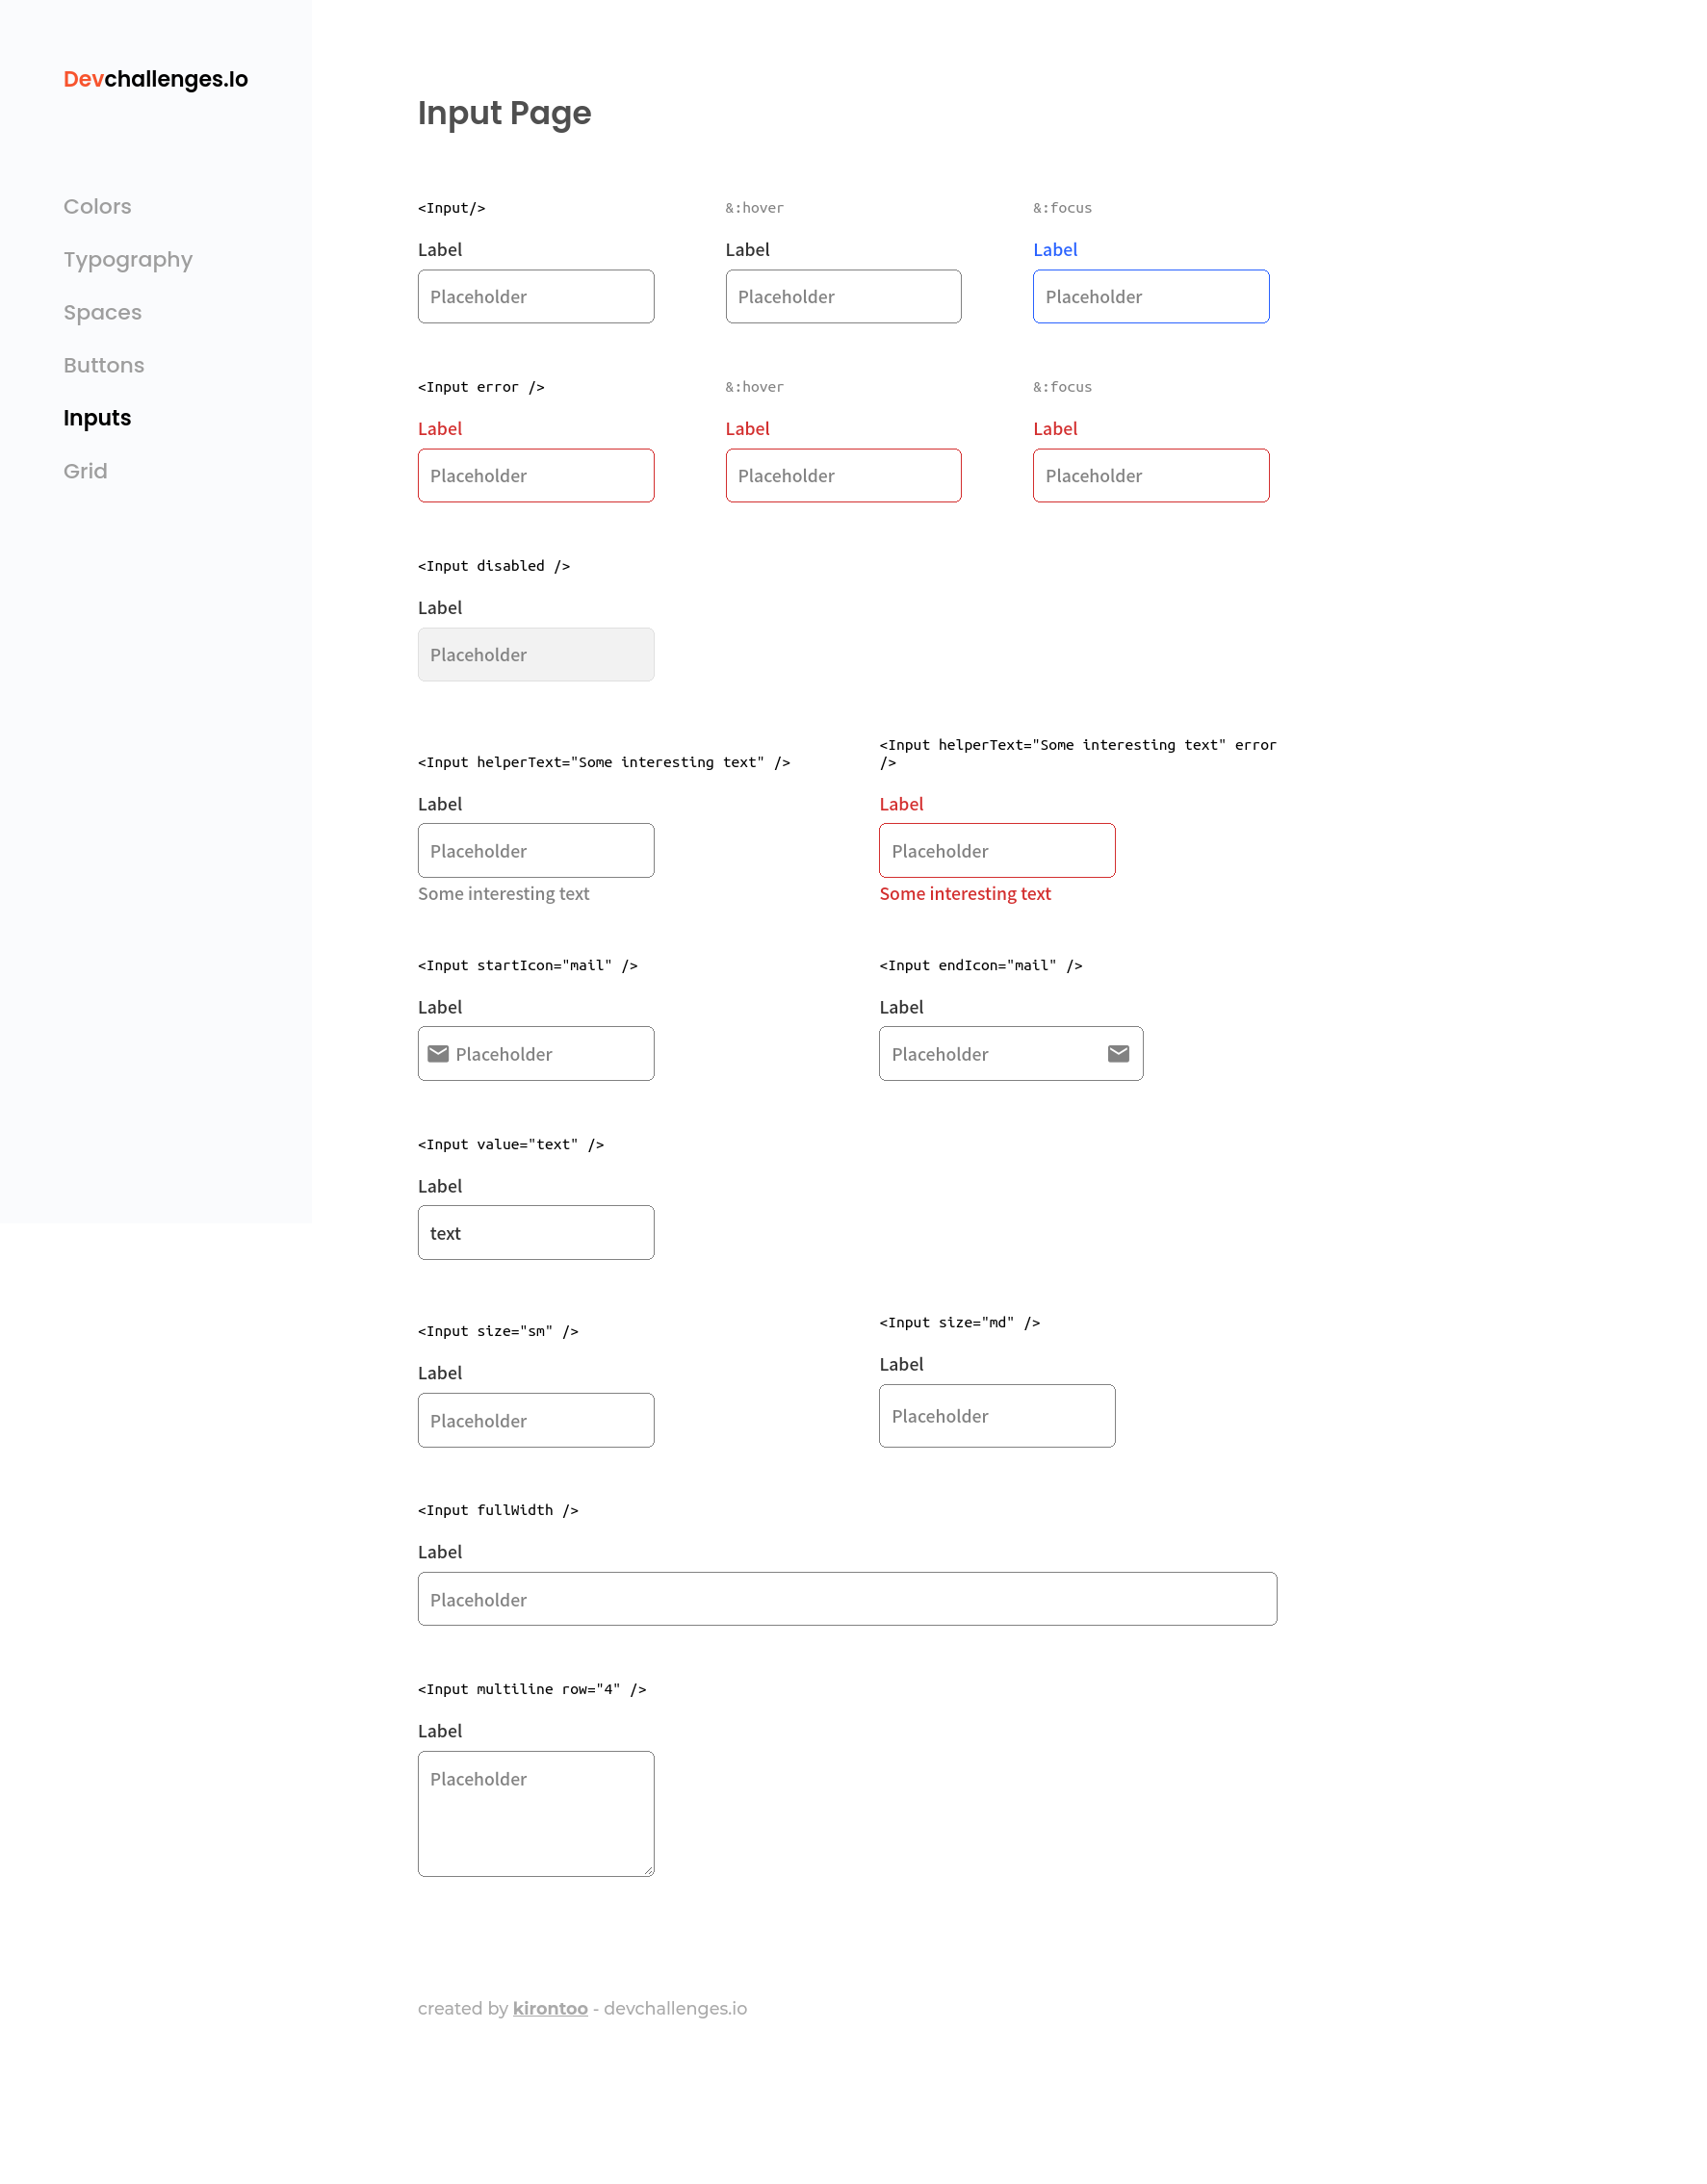 Devchallenges.Io
Colors
Typography
Spaces
Buttons
Inputs
Grid
Input Page
<Input/>
&:hover
&:focus
Label
Label
Label
Placeholder
Placeholder
Placeholder
<Input error />
&:hover
&:focus
Label
Label
Label
Placeholder
Placeholder
Placeholder
<Input disabled />
Label
Placeholder
<Input helperText="Some interesting text" />
Label
Placeholder
Some interesting text
<Input helperText="Some interesting text" error
/>
Label
Placeholder
Some interesting text
<Input startIcon="mail" />
Label
Placeholder
<Input endIcon="mail" />
Label
Placeholder
<Input value="text" />
Label
text
<Input size="sm" />
Label
Placeholder
<Input size="md" />
Label
Placeholder
<Input fullWidth />
Label
Placeholder
<Input multiline row="4" />
Label
Placeholder
created by kirontoo - devchallenges.io